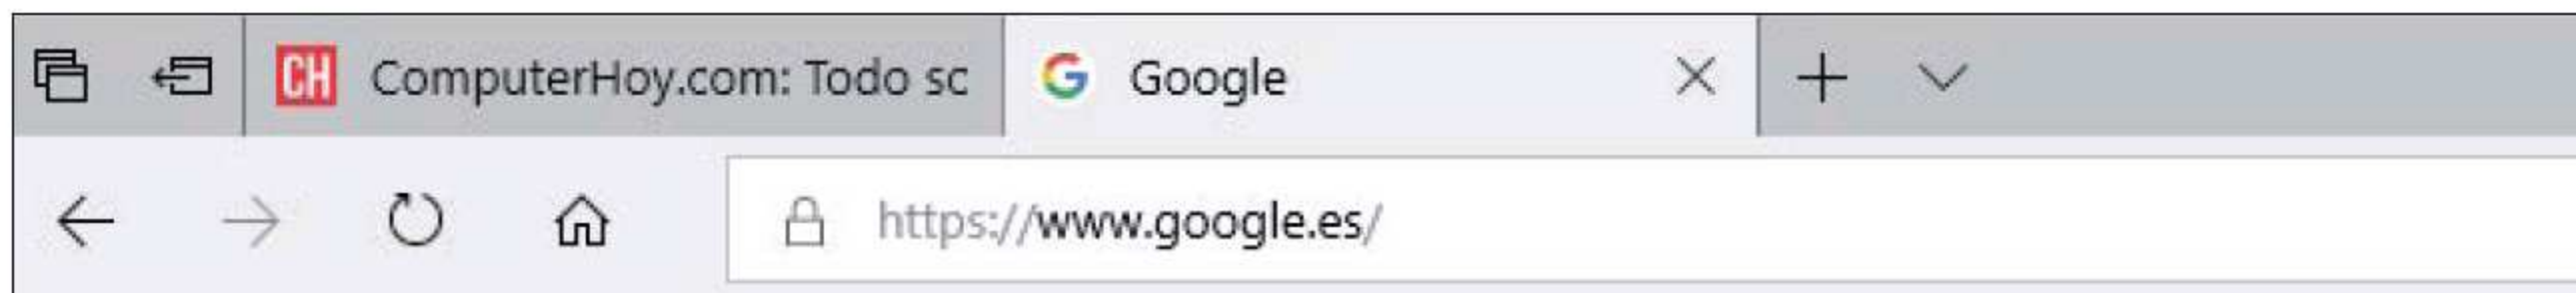 CH ComputerHoy.com: Todo sc Google
https://www.google.es/